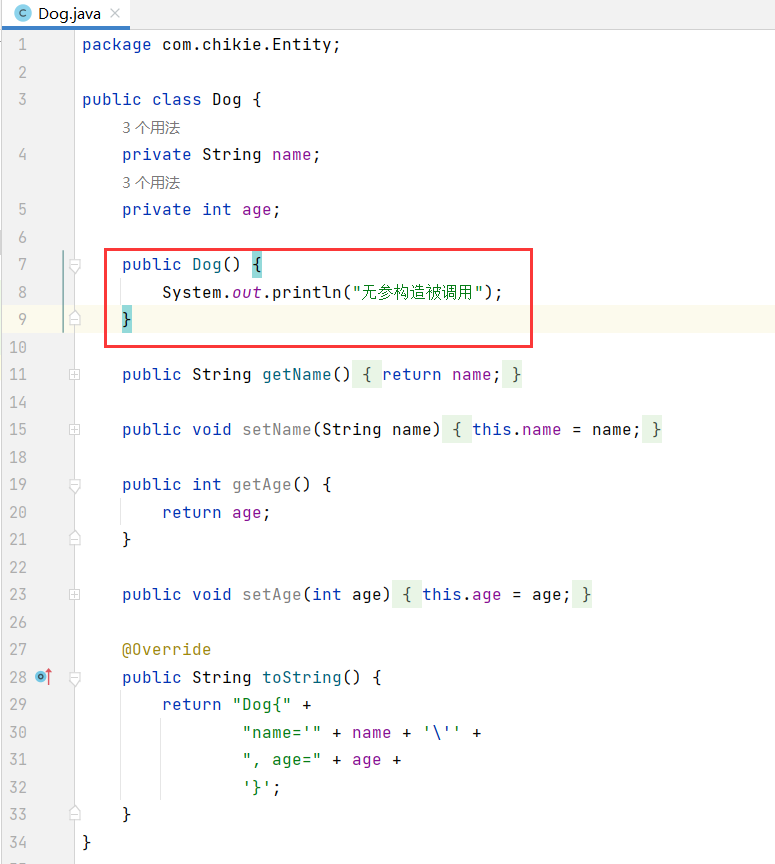 Dog.java
1 package com.chikie.Entity;
2
3 public class Dog {
3 个用法
4 private String name;
3 个用法
5 private int age;
6
7 public Dog() {
8 System.out.println("无参构造被调用");
9 }
10
11 public String getName() { return name; }
14
15 public void setName(String name) { this.name = name; }
18
19 public int getAge() {
20 return age;
21 }
22
23 public void setAge(int age) { this.age = age; }
26
27 @Override
28 public String toString() {
29 return "Dog{" +
30 "name='" + name + '\'' +
31 ", age=" + age +
32 '}';
33 }
34 }